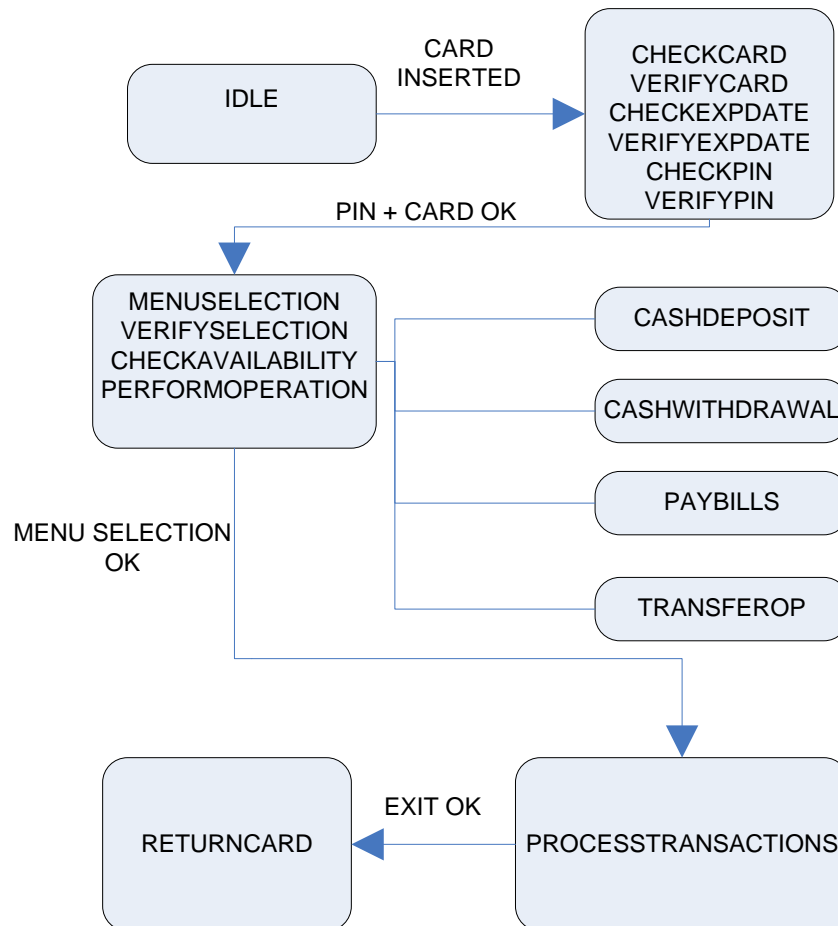 IDLE
CARD
INSERTED
CHECKCARD
VERIFYCARD
CHECKEXPDATE
VERIFYEXPDATE
CHECKPIN
VERIFYPIN
PIN + CARD OK
MENUSELECTION
VERIFYSELECTION
CHECKAVAILABILITY
PERFORMOPERATION
CASHDEPOSIT
CASHWITHDRAWAL
PAYBILLS
TRANSFEROP
MENU SELECTION
OK
RETURNCARD
EXIT OK
PROCESSTRANSACTIONS